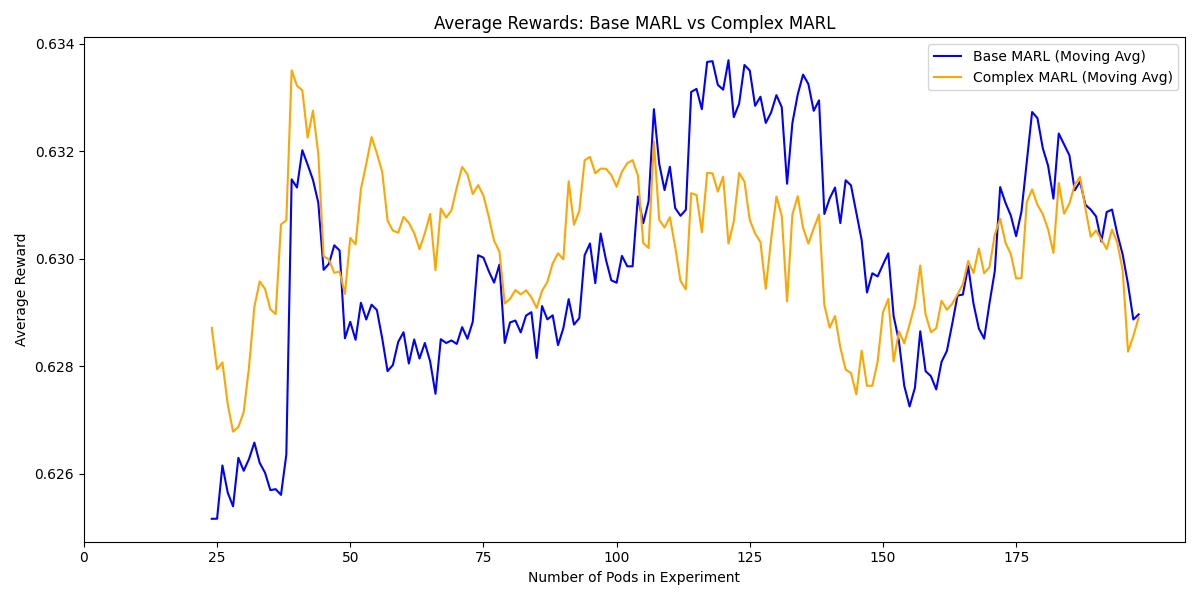 Average Rewards: Base MARL vs Complex MARL
0.634
0.632
0.630
0.628
0.626
Average Reward
Base MARL (Moving Avg)
Complex MARL (Moving Avg)
0
25
50
75
100
125
150
175
Number of Pods in Experiment